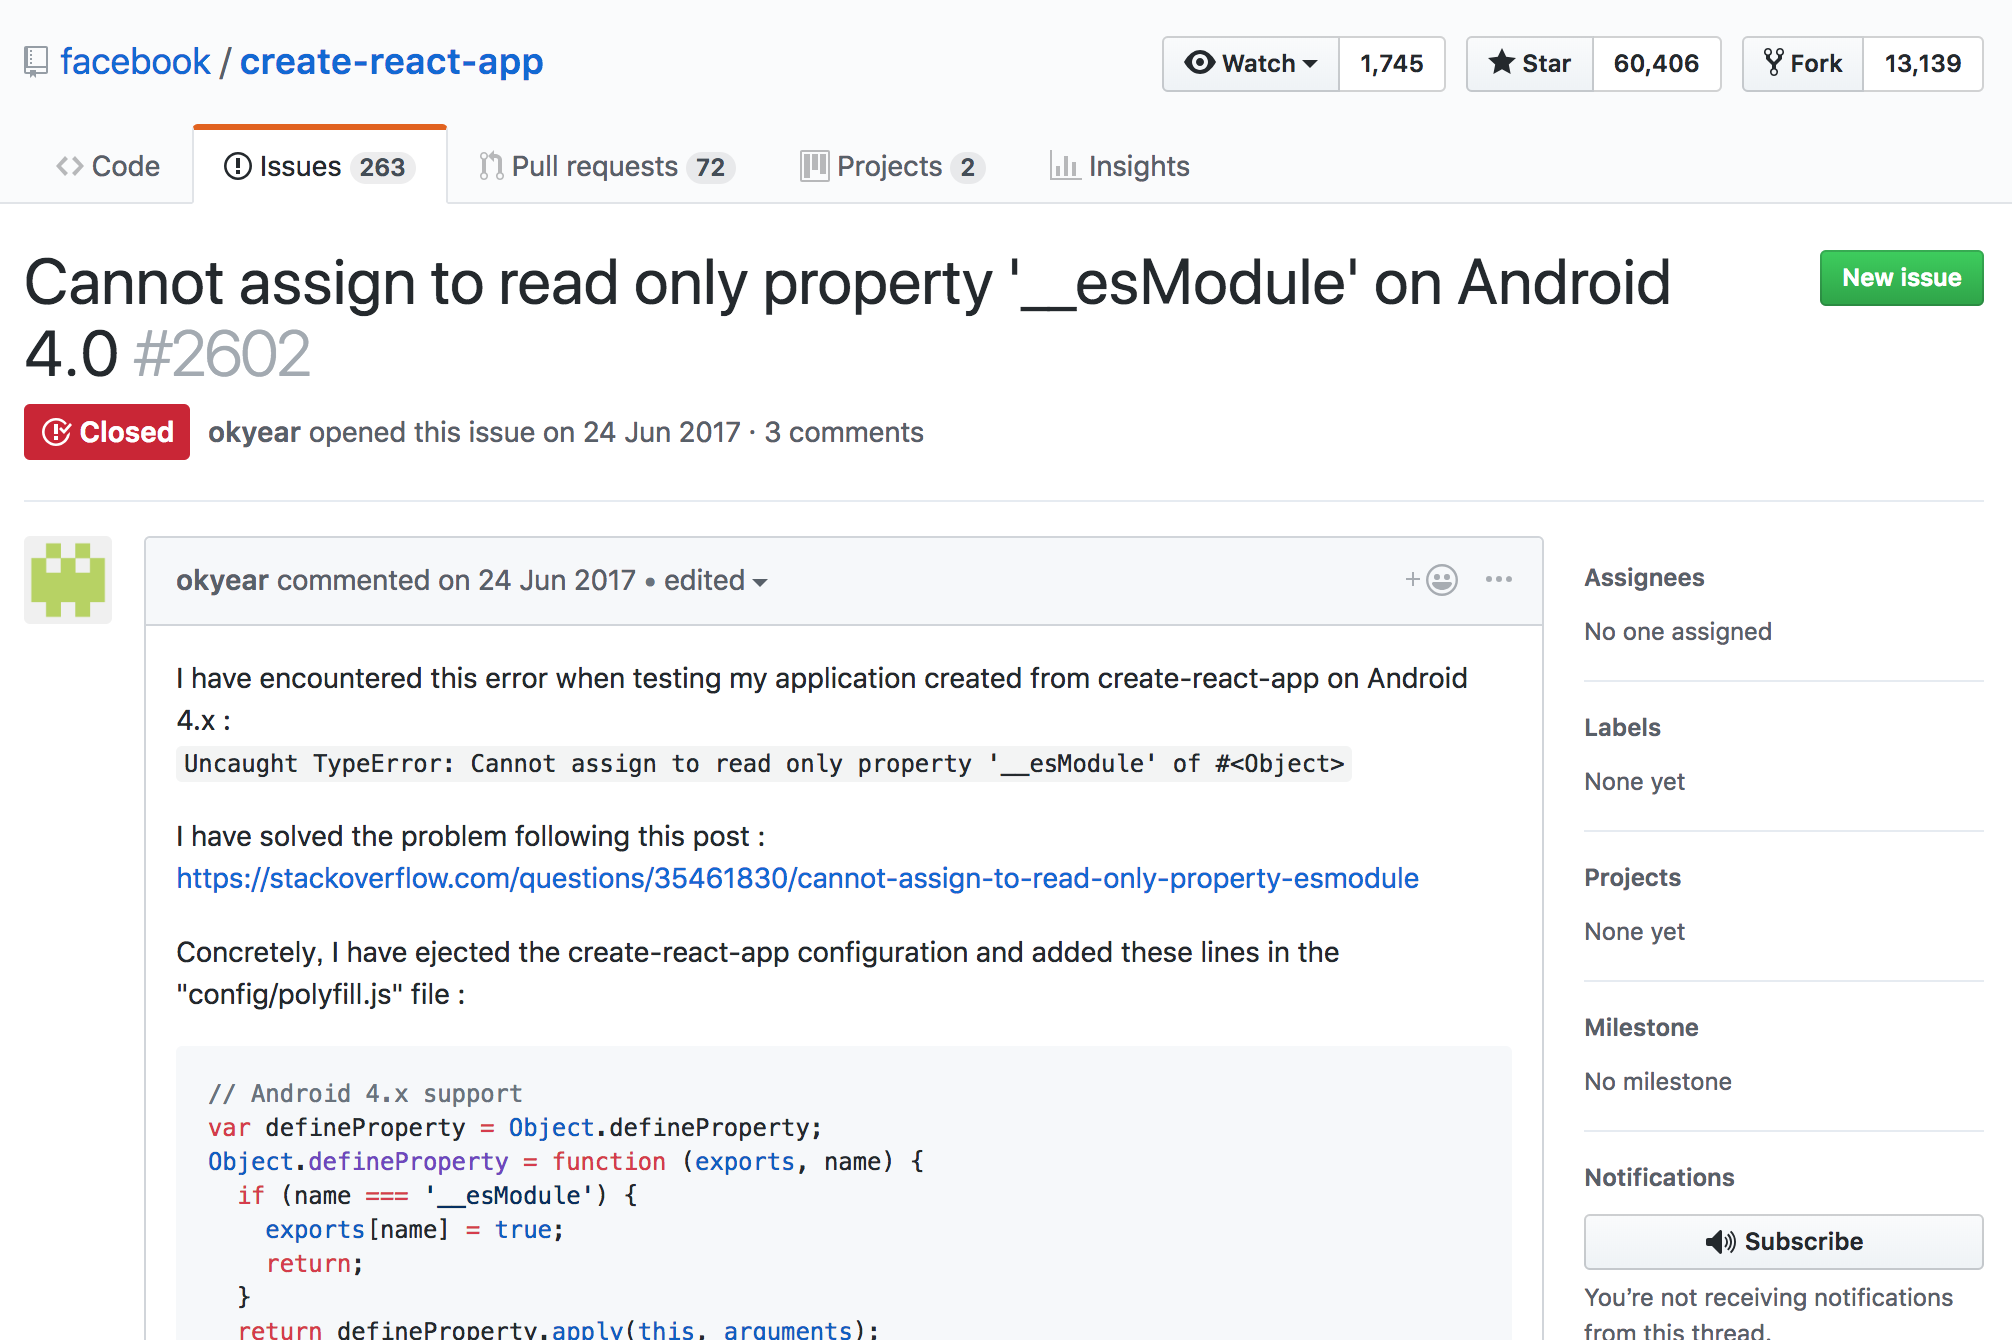 facebook / create-react-app
Watch 1,745
Star 60,406
Fork 13,139
Code
Issues 263
Pull requests 72
Projects 2
Insights
Cannot assign to read only property '__esModule' on Android
4.0 #2602
New issue
Closed
okyear opened this issue on 24 Jun 2017 · 3 comments
okyear commented on 24 Jun 2017 • edited
I have encountered this error when testing my application created from create-react-app on Android
4.x :
Uncaught TypeError: Cannot assign to read only property '__esModule' of #<Object>
I have solved the problem following this post :
https://stackoverflow.com/questions/35461830/cannot-assign-to-read-only-property-esmodule
Concretely, I have ejected the create-react-app configuration and added these lines in the
"config/polyfill.js" file :
// Android 4.x support
var defineProperty = Object.defineProperty;
Object.defineProperty = function (exports, name) {
  if (name === '__esModule') {
    exports[name] = true;
    return;
  }
  return defineProperty.apply(this, arguments);
Assignees
No one assigned
Labels
None yet
Projects
None yet
Milestone
No milestone
Notifications
Subscribe
You’re not receiving notifications
from this thread.